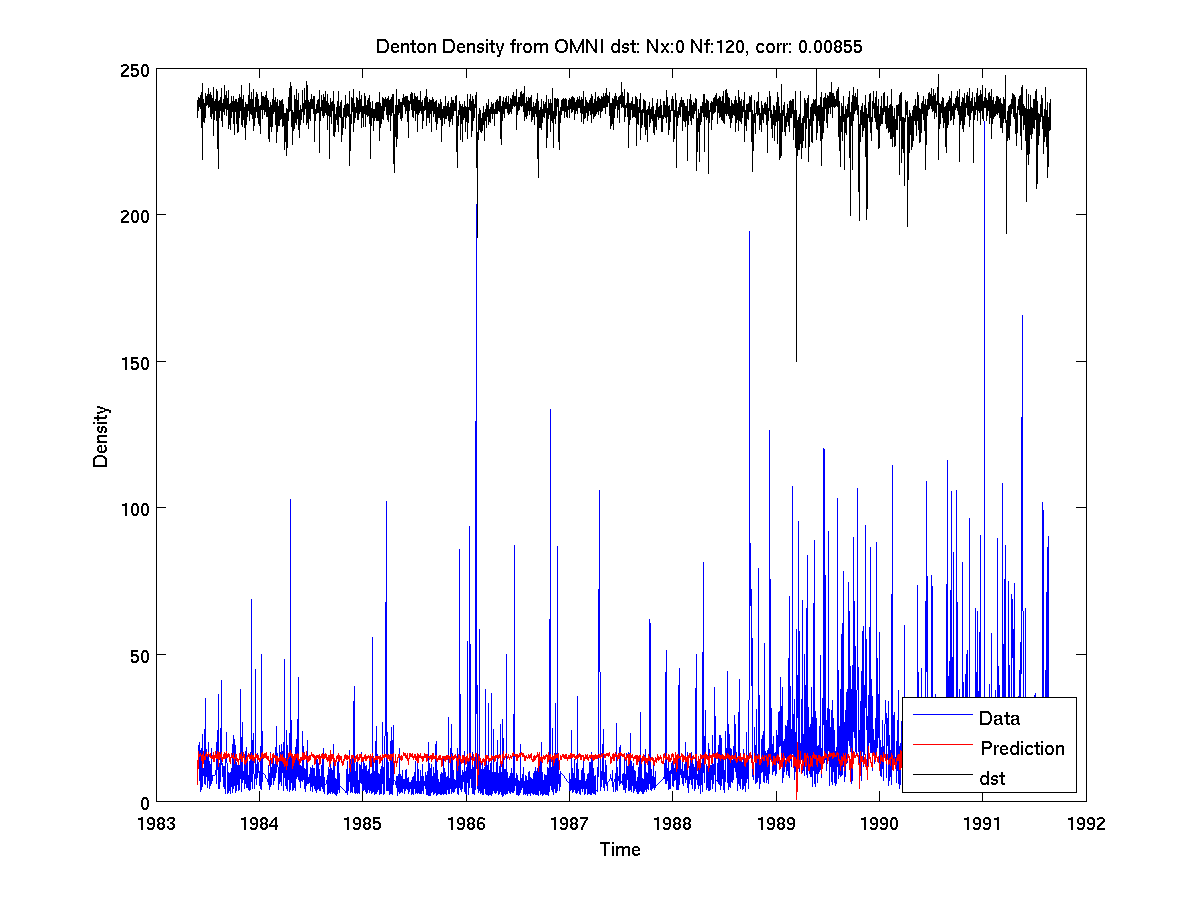 Denton Density from OMNI dst: Nx:0 Nf:120, corr: 0.00855
250
200
150
100
50
0
Density
1983 1984 1985 1986 1987 1988 1989 1990 1991 1992
Time
Data
Prediction
dst